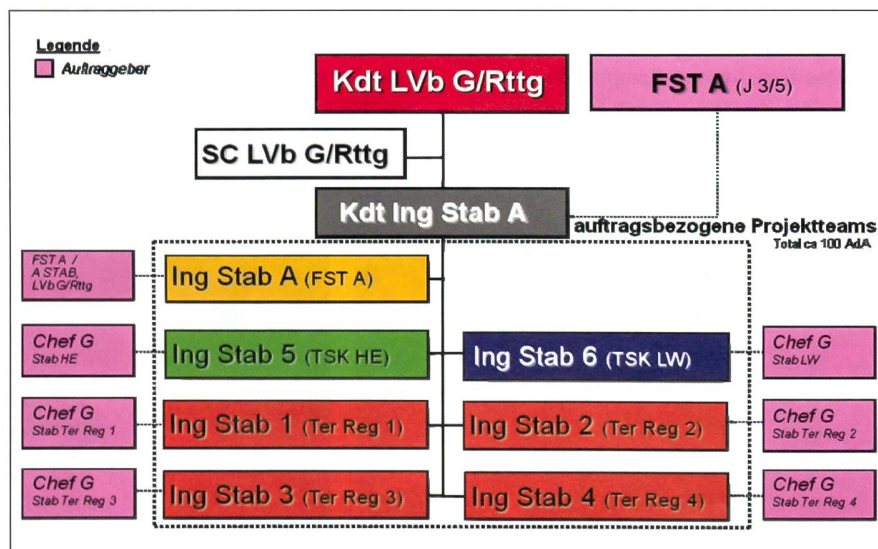 Legende
Auftraggeber
Kdt LVb G/Rttg
FST A (J 3/5)
SC LVb G/Rttg
Kdt Ing Stab A
auftragsbezogene Projektteams
Total ca 100 AdA
FST A /
A STAB,
LVb G/Rttg
Ing Stab A (FST A)
Chef G
Stab HE
Ing Stab 5 (TSK HE)
Ing Stab 6 (TSK LW)
Chef G
Stab LW
Chef G
Stab Ter Reg 1
Ing Stab 1 (Ter Reg 1)
Ing Stab 2 (Ter Reg 2)
Chef G
Stab Ter Reg 2
Chef G
Stab Ter Reg 3
Ing Stab 3 (Ter Reg 3)
Ing Stab 4 (Ter Reg 4)
Chef G
Stab Ter Reg 4